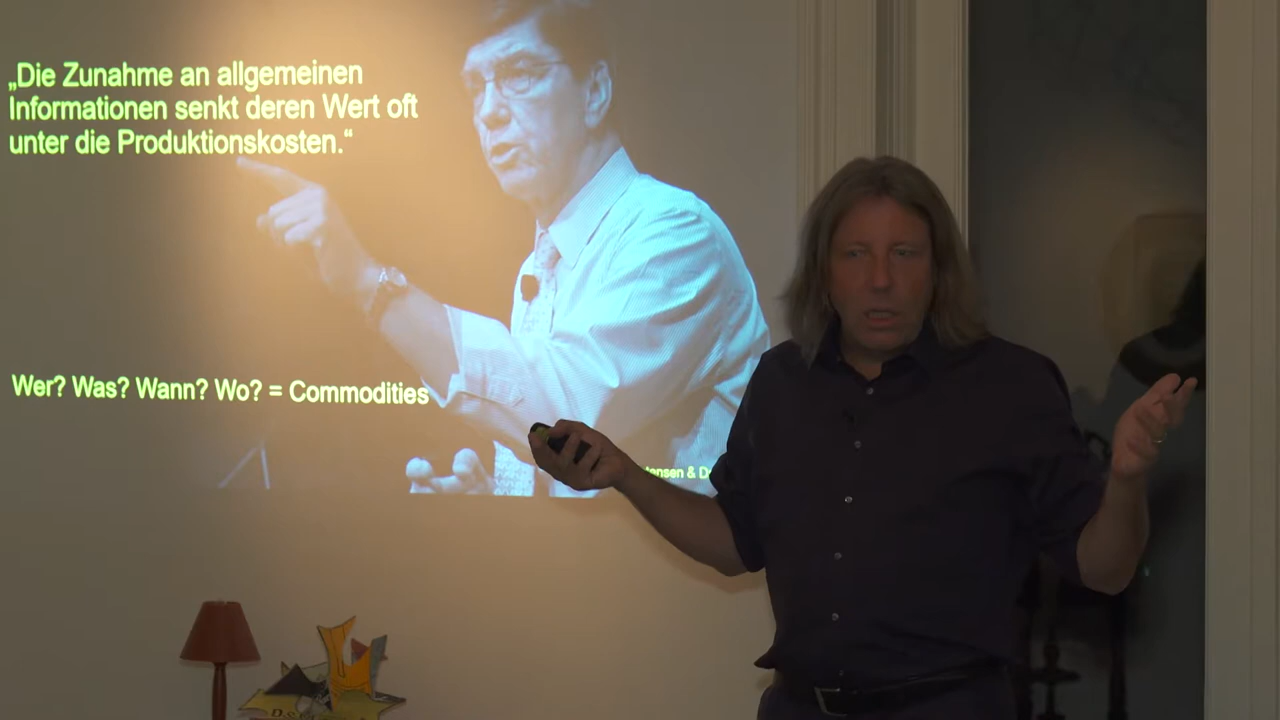 „Die Zunahme an allgemeinen
Informationen senkt deren Wert oft
unter die Produktionskosten.“
Wer? Was? Wann? Wo? = Commodities
&